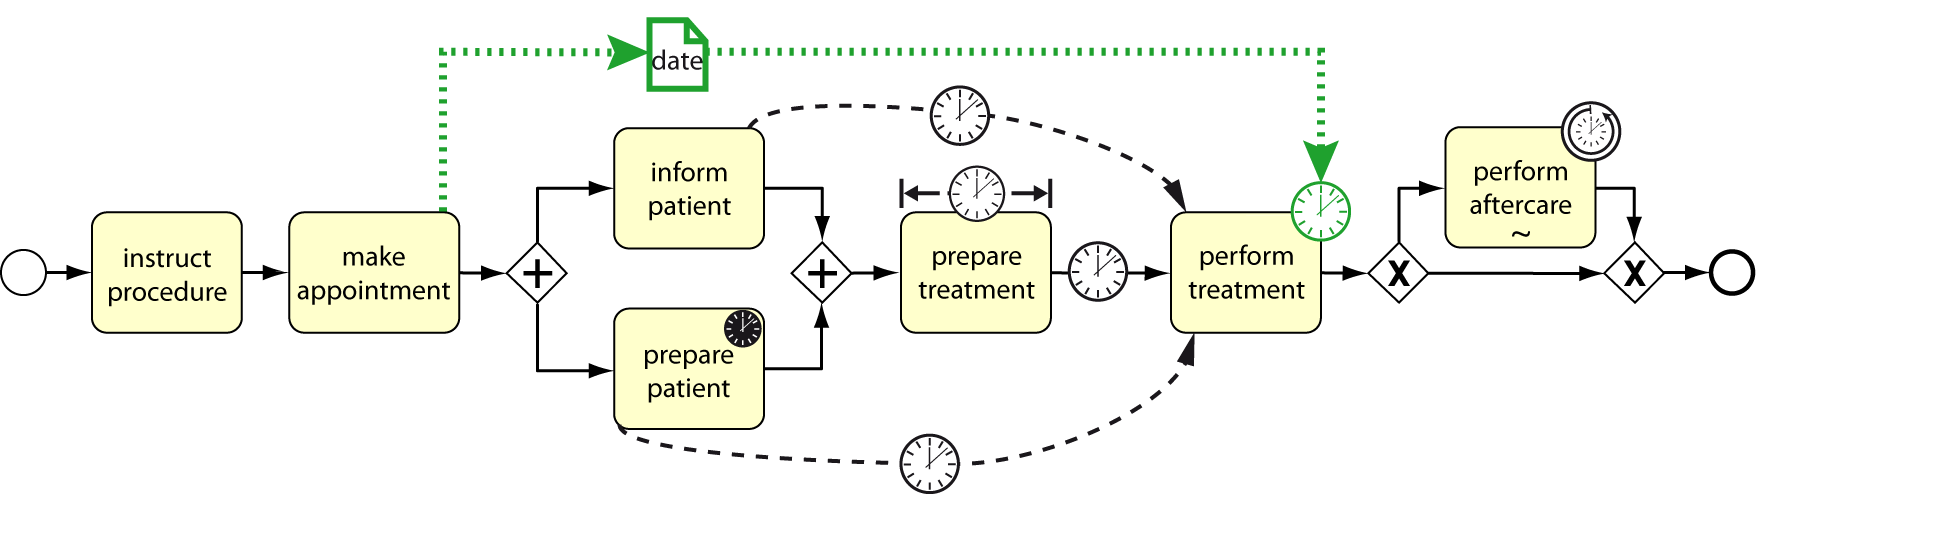 date
inform
patient
perform
aftercare
~
instruct
procedure
make
appointment
prepare
treatment
perform
treatment
prepare
patient